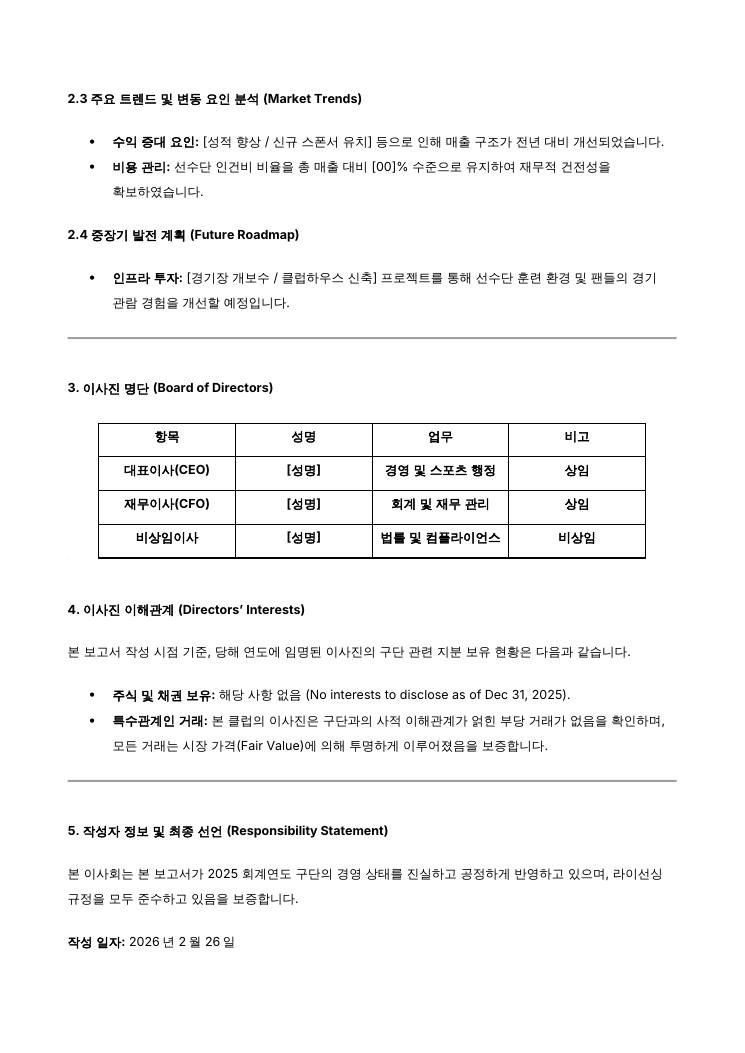 2.3 주요 트렌드 및 변동 요인 분석 (Market Trends)
• 수익 증대 요인: [성적 향상 / 신규 스폰서 유치] 등으로 인해 매출 구조가 전년 대비 개선되었습니다.
• 비용 관리: 선수단 인건비 비율을 총 매출 대비 [00]% 수준으로 유지하여 재무적 건전성을
확보하였습니다.
2.4 중장기 발전 계획 (Future Roadmap)
• 인프라 투자: [경기장 개보수 / 클럽하우스 신축] 프로젝트를 통해 선수단 훈련 환경 및 팬들의 경기
관람 경험을 개선할 예정입니다.
3. 이사진 명단 (Board of Directors)
항목 성명 업무 비고
대표이사(CEO) [성명] 경영 및 스포츠 행정 상임
재무이사(CFO) [성명] 회계 및 재무 관리 상임
비상임이사 [성명] 법률 및 컴플라이언스 비상임
4. 이사진 이해관계 (Directors’ Interests)
본 보고서 작성 시점 기준, 당해 연도에 임명된 이사진의 구단 관련 지분 보유 현황은 다음과 같습니다.
• 주식 및 채권 보유: 해당 사항 없음 (No interests to disclose as of Dec 31, 2025).
• 특수관계인 거래: 본 클럽의 이사진은 구단과의 사적 이해관계가 얽힌 부당 거래가 없음을 확인하며,
모든 거래는 시장 가격(Fair Value)에 의해 투명하게 이루어졌음을 보증합니다.
5. 작성자 정보 및 최종 선언 (Responsibility Statement)
본 이사회는 본 보고서가 2025 회계연도 구단의 경영 상태를 진실하고 공정하게 반영하고 있으며, 라이선싱
규정을 모두 준수하고 있음을 보증합니다.
작성 일자: 2026 년 2 월 26 일